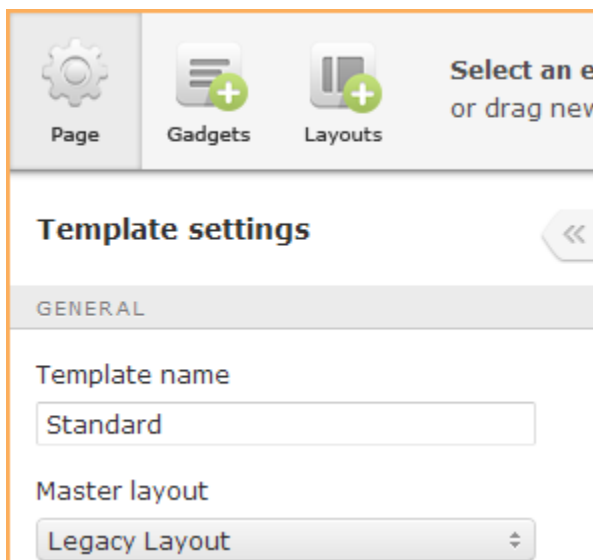 Page
Gadgets
Layouts
Select an
or drag new
Template settings
GENERAL
Template name
Standard
Master layout
Legacy Layout